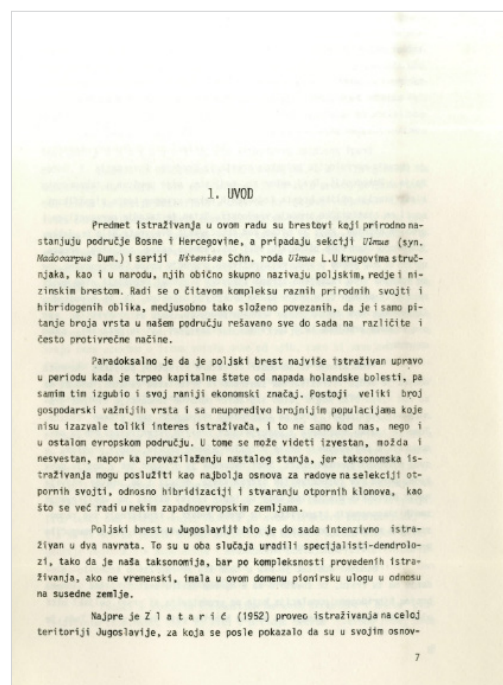 1. UVOD
Predmet istraživanja u ovom radu su brestovi koji prirodno na-
stanjuju područje Bosne i Hercegovine, a pripadaju sekciji Ulmus (syn.
Madocarpus Dum.) i seriji Nitentes Schn. roda Ulmus L. U krugovima struč-
njaka, kao i u narodu, njih obično skupno nazivaju poljskim, redje i ni-
zinskim brestom. Radi se o čitavom kompleksu raznih prirodnih svojti i
hibridogenih oblika, medjusobno tako složeno povezanih, da je i samo pi-
tanje broja vrsta u našem području rešavano sve do sada na različite i
često protivrečne načine.
Paradoksalno je da je poljski brest najviše istraživan upravo
u periodu kada je trpeo kapitalne štete od napada holandske bolesti, pa
samim tim izgubio i svoj raniji ekonomski značaj. Postoji veliki broj
gospodarski važnijih vrsta i sa neuporedivo brojnijim populacijama koje
nisu izazvale toliki interes istraživača, i to ne samo kod nas, nego i
u ostalom evropskom području. U tome se može videti izvestan, možda i
nesvestan, napor ka prevazilaženju nastalog stanja, jer taksonomska is-
traživanja mogu poslužiti kao najbolja osnova za radove na selekciji ot-
pornih svojti, odnosno hibridizaciji i stvaranju otpornih klonova, kao
što se već radi u nekim zapadnoevropskim zemljama.
Poljski brest u Jugoslaviji bio je do sada intenzivno istra-
živan u dva navrata. To su u oba slučaja uradili specijalisti-dendrolo-
zi, tako da je naša taksonomija, bar po kompleksnosti provedenih istra-
živanja, ako ne vremenski, imala u ovom domenu pionirsku ulogu u odnosu
na susedne zemlje.
Najpre je Z l a t a r i ć (1952) proveo istraživanja na celoj
teritoriji Jugoslavije, za koja se posle pokazalo da su u svojim osnov-
7